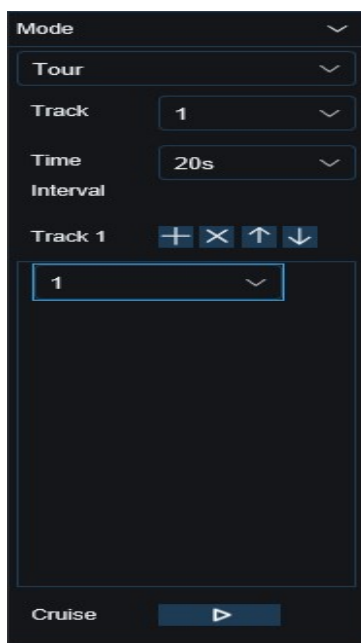 Mode
Tour
Track 1
Time
Interval 20s
Track 1
1
Cruise